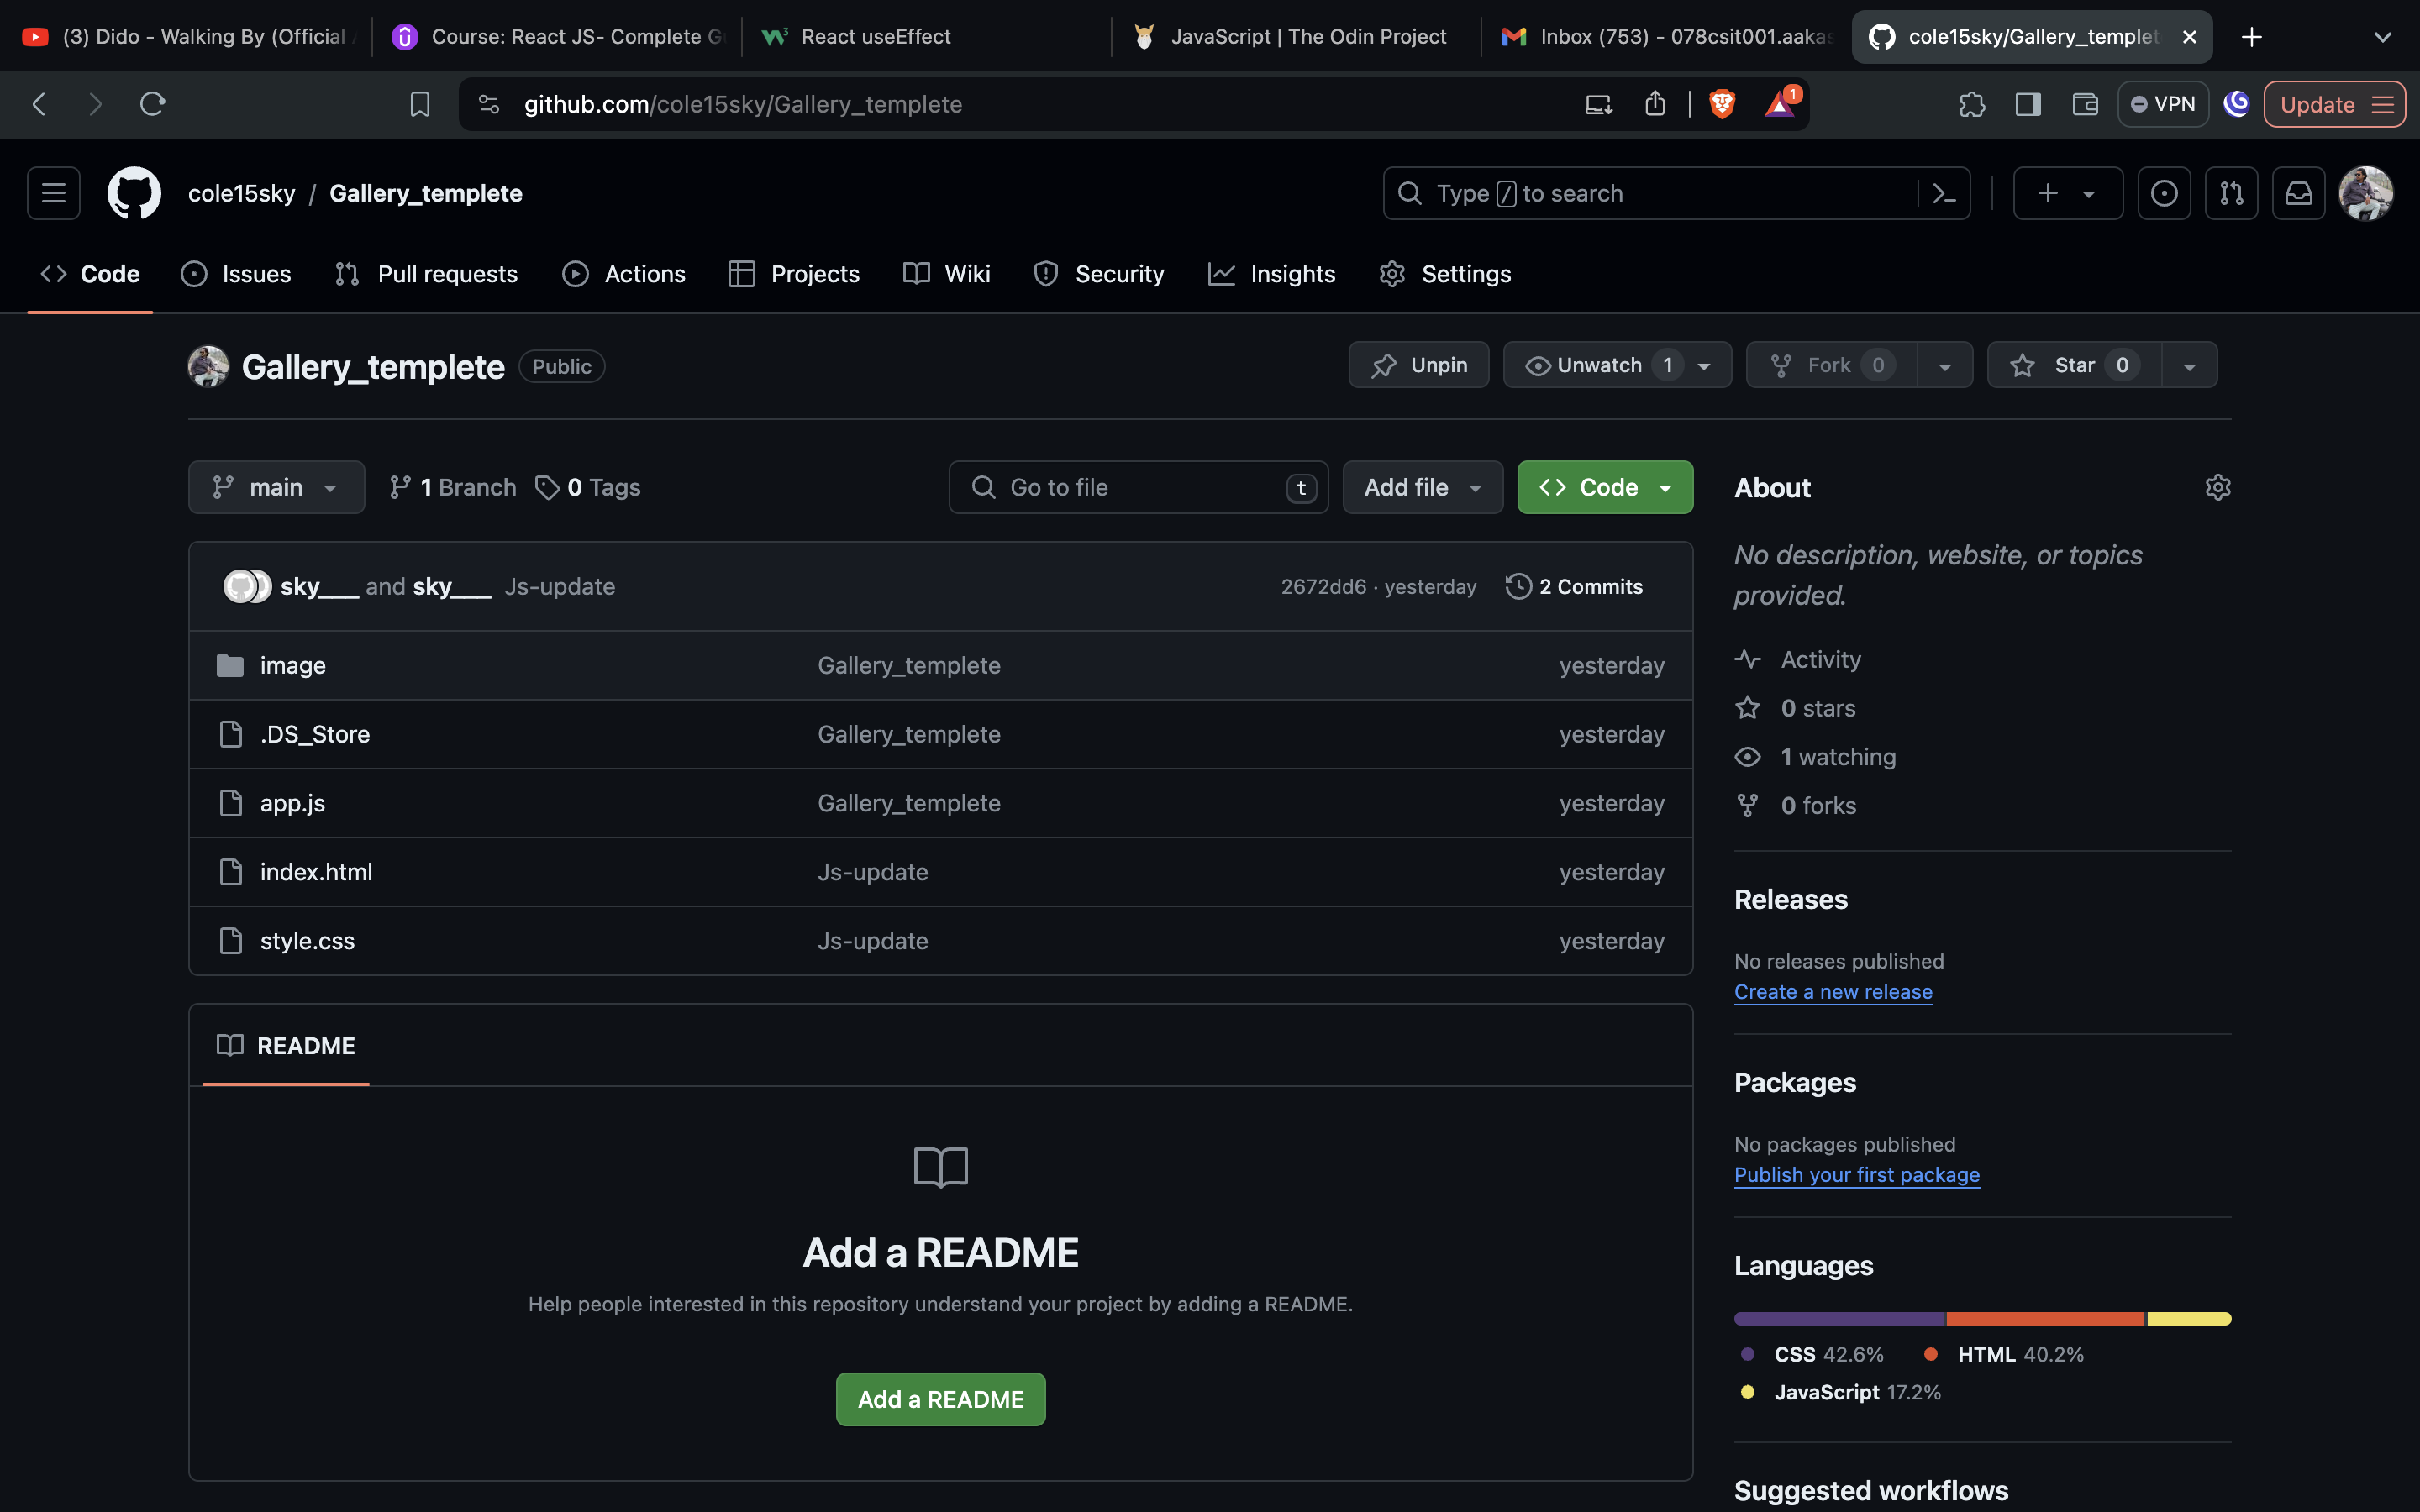 (3) Dido - Walking By (Official
Course: React JS- Complete G
React useEffect
JavaScript | The Odin Project
Inbox (753) - 078csit001.aakas
cole15sky/Gallery_templet
github.com/cole15sky/Gallery_templete
1
VPN
Update
cole15sky / Gallery_templete
Type / to search
Code
Issues
Pull requests
Actions
Projects
Wiki
Security
Insights
Settings
Gallery_templete Public
Unpin
Unwatch 1
Fork 0
Star 0
main
1 Branch
0 Tags
Go to file t
Add file
Code
sky___ and sky___ Js-update
2672dd6 · yesterday
2 Commits
image Gallery_templete yesterday
.DS_Store Gallery_templete yesterday
app.js Gallery_templete yesterday
index.html Js-update yesterday
style.css Js-update yesterday
README
Add a README
Help people interested in this repository understand your project by adding a README.
Add a README
About
No description, website, or topics
provided.
Activity
0 stars
1 watching
0 forks
Releases
No releases published
Create a new release
Packages
No packages published
Publish your first package
Languages
CSS 42.6% HTML 40.2%
JavaScript 17.2%
Suggested workflows